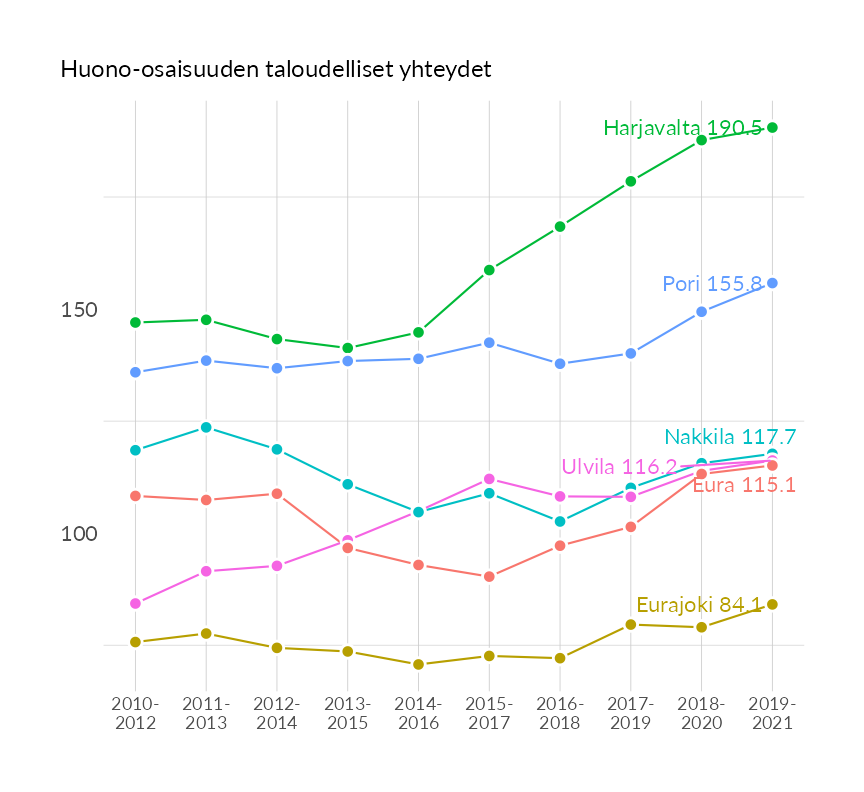 Huono-osaisuuden taloudelliset yhteydet
Harjavalta 190.5
Pori 155.8
150
Nakkila 117.7
Ulvila 116.2
Eura 115.1
100
Eurajoki 84.1
2010- 2011- 2012- 2013- 2014- 2015- 2016- 2017- 2018- 2019-
2012 2013 2014 2015 2016 2017 2018 2019 2020 2021